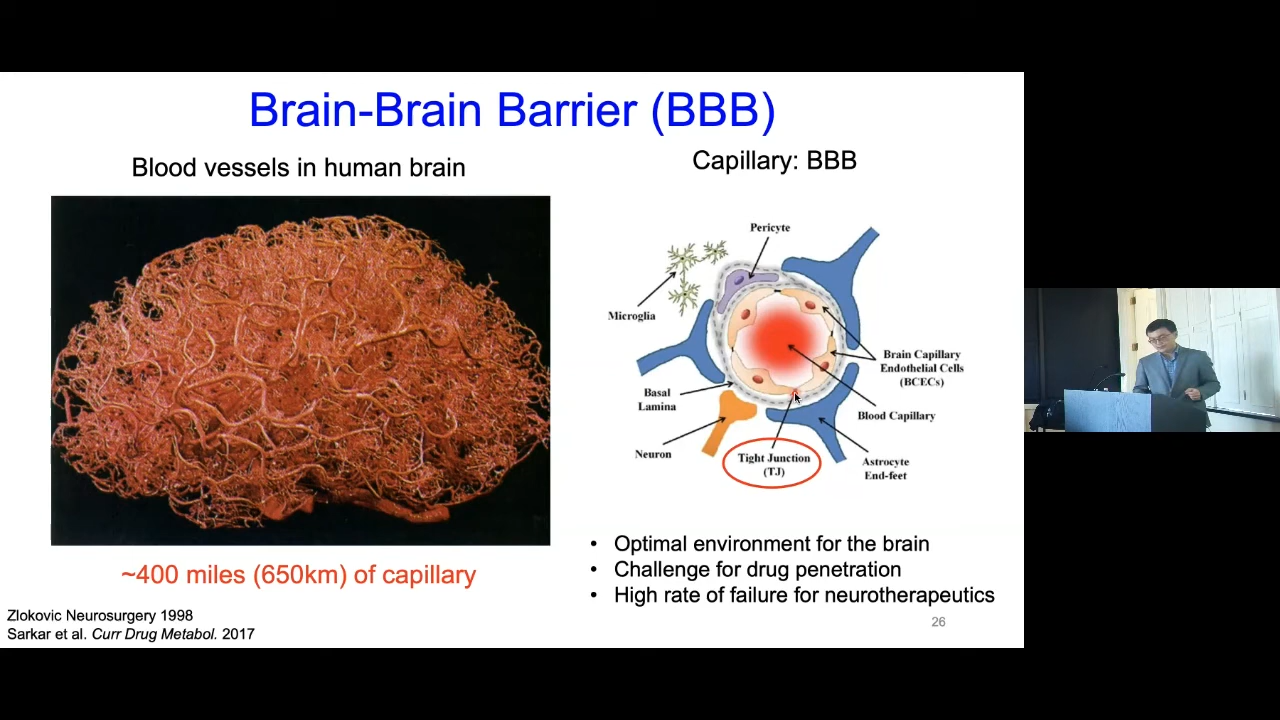 Brain-Brain Barrier (BBB)
Blood vessels in human brain
~400 miles (650km) of capillary
Zlokovic Neurosurgery 1998
Sarkar et al. Curr Drug Metabol. 2017
Capillary: BBB
Pericyte
Microglia
Brain Capillary
Endothelial Cells
(BCECs)
Basal
Lamina
Blood Capillary
Neuron
Tight Junction
(TJ)
Astrocyte
End-feet
• Optimal environment for the brain
• Challenge for drug penetration
• High rate of failure for neurotherapeutics
26